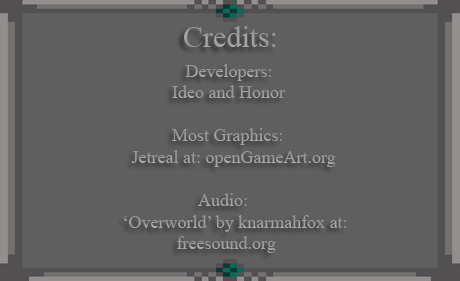 Credits:
Developers:
Ideo and Honor
Most Graphics:
Jetreal at: openGameArt.org
Audio:
‘Overworld’ by knarmahfox at:
freesound.org